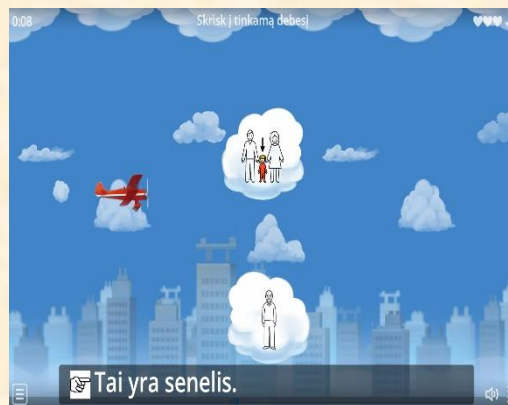 0:08
Skrisk į tinkamą debesį
Tai yra senelis.